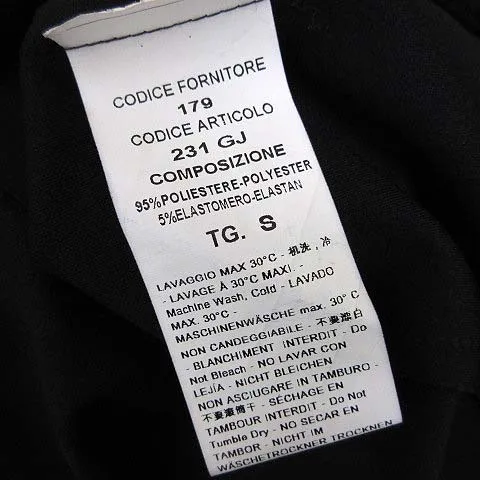 CODICE FORNITORE
179
CODICE ARTICOLO
231 GJ
COMPOSIZIONE
95%POLIESTERE-POLYESTER
5%ELASTOMERO-ELASTAN
TG. S
LAVAGGIO MAX 30°C - 机洗,冷
- LAVAGE À 30°C MAXI. -
Machine Wash, Cold - LAVADO
MAX. 30°C -
MASCHINENWÄSCHE max. 30° C
NON CANDEGGIABILE - 不要漂白
- BLANCHIMENT INTERDIT - Do
Not Bleach - NO LAVAR CON
LEJÍA - NICHT BLEICHEN
NON ASCIUGARE IN TAMBURO -
不要滚筒干 - SÉCHAGE EN
TAMBOUR INTERDIT - Do Not
Tumble Dry - NO SECAR EN
TAMBOR - NICHT IM
WÄSCHETROCKNER TROCKNEN